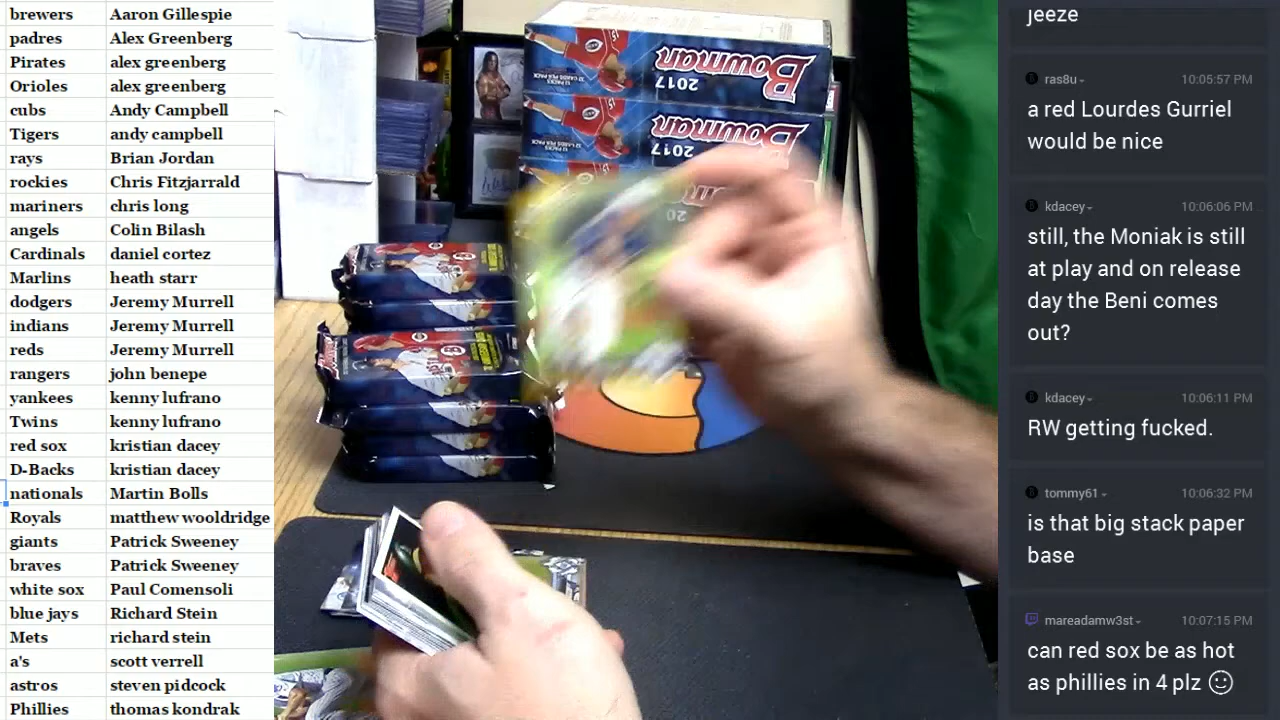 brewers Aaron Gillespie
padres Alex Greenberg
Pirates alex greenberg
Orioles alex greenberg
cubs Andy Campbell
Tigers andy campbell
rays Brian Jordan
rockies Chris Fitzjarrald
mariners chris long
angels Colin Bilash
Cardinals daniel cortez
Marlins heath starr
dodgers Jeremy Murrell
indians Jeremy Murrell
reds Jeremy Murrell
rangers john benepe
yankees kenny lufrano
Twins kenny lufrano
red sox kristian dacey
D-Backs kristian dacey
nationals Martin Bolls
Royals matthew wooldridge
giants Patrick Sweeney
braves Patrick Sweeney
white sox Paul Comensoli
blue jays Richard Stein
Mets richard stein
a's scott verrell
astros steven pidcock
Phillies thomas kondrak
Bowman
2017
Bowman
2017
20
jeeze
ras8u 10:05:57 PM
a red Lourdes Gurriel
would be nice
kdacey 10:06:06 PM
still, the Moniak is still
at play and on release
day the Beni comes
out?
kdacey 10:06:11 PM
RW getting fucked.
tommy61 10:06:32 PM
is that big stack paper
base
mareadamw3st 10:07:15 PM
can red sox be as hot
as phillies in 4 plz